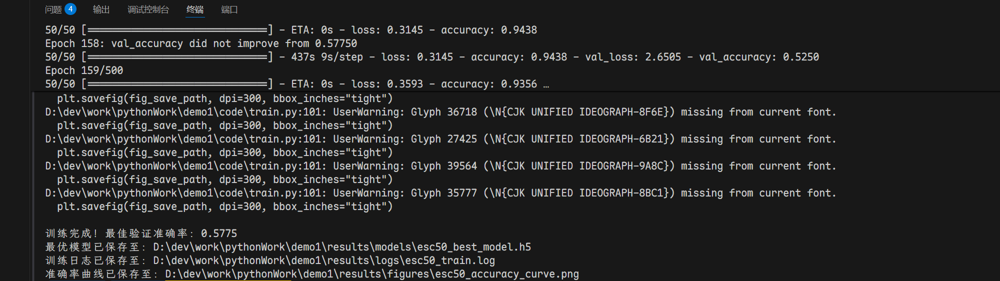 问题 4 输出 调试控制台 终端 端口
50/50 [==============================] - ETA: 0s - loss: 0.3145 - accuracy: 0.9438
Epoch 158: val_accuracy did not improve from 0.57750
50/50 [==============================] - 437s 9s/step - loss: 0.3145 - accuracy: 0.9438 - val_loss: 2.6505 - val_accuracy: 0.5250
Epoch 159/500
50/50 [==============================] - ETA: 0s - loss: 0.3593 - accuracy: 0.9356 …
  plt.savefig(fig_save_path, dpi=300, bbox_inches="tight")
D:\dev\work\pythonWork\demo1\code\train.py:101: UserWarning: Glyph 36718 (\N{CJK UNIFIED IDEOGRAPH-8F6E}) missing from current font.
  plt.savefig(fig_save_path, dpi=300, bbox_inches="tight")
D:\dev\work\pythonWork\demo1\code\train.py:101: UserWarning: Glyph 27425 (\N{CJK UNIFIED IDEOGRAPH-6B21}) missing from current font.
  plt.savefig(fig_save_path, dpi=300, bbox_inches="tight")
D:\dev\work\pythonWork\demo1\code\train.py:101: UserWarning: Glyph 39564 (\N{CJK UNIFIED IDEOGRAPH-9A8C}) missing from current font.
  plt.savefig(fig_save_path, dpi=300, bbox_inches="tight")
D:\dev\work\pythonWork\demo1\code\train.py:101: UserWarning: Glyph 35777 (\N{CJK UNIFIED IDEOGRAPH-8BC1}) missing from current font.
  plt.savefig(fig_save_path, dpi=300, bbox_inches="tight")
训练完成! 最佳验证准确率: 0.5775
最优模型已保存至: D:\dev\work\pythonWork\demo1\results\models\esc50_best_model.h5
训练日志已保存至: D:\dev\work\pythonWork\demo1\results\logs\esc50_train.log
准确率曲线已保存至: D:\dev\work\pythonWork\demo1\results\figures\esc50_accuracy_curve.png